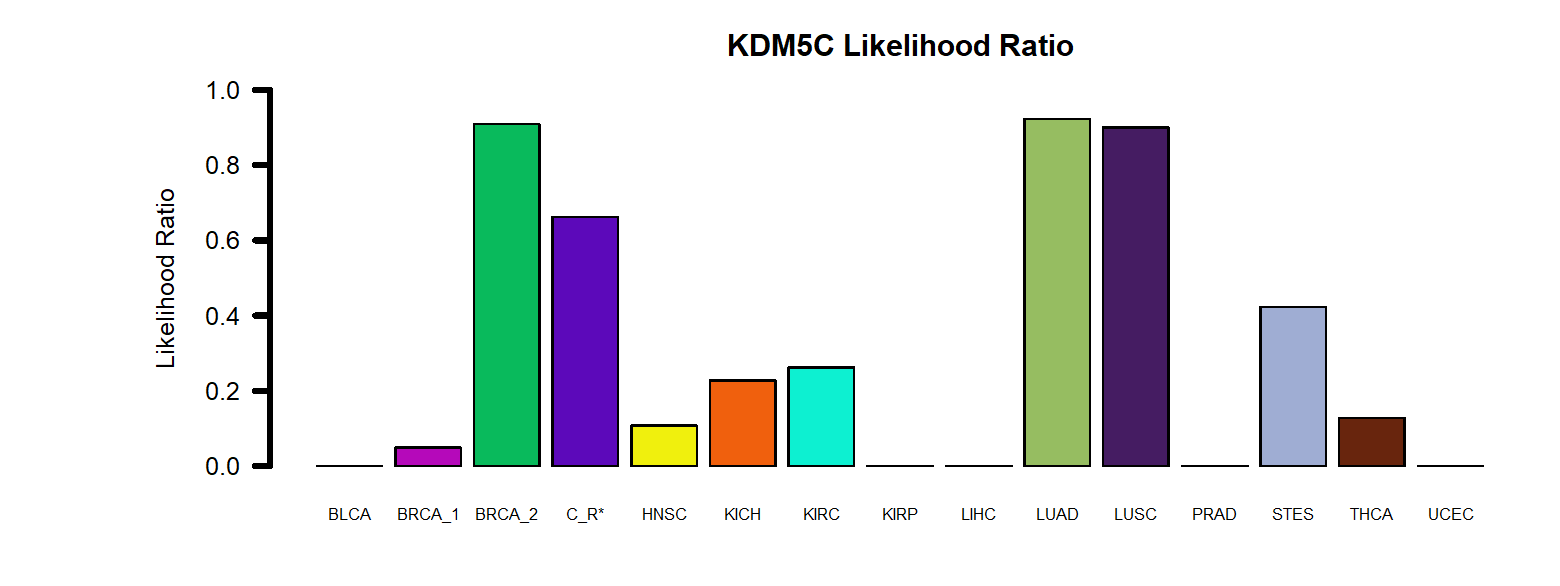 KDM5C Likelihood Ratio
Likelihood Ratio
1.0
0.8
0.6
0.4
0.2
0.0
BLCA BRCA_1 BRCA_2 C_R* HNSC KICH KIRC KIRP LIHC LUAD LUSC PRAD STES THCA UCEC